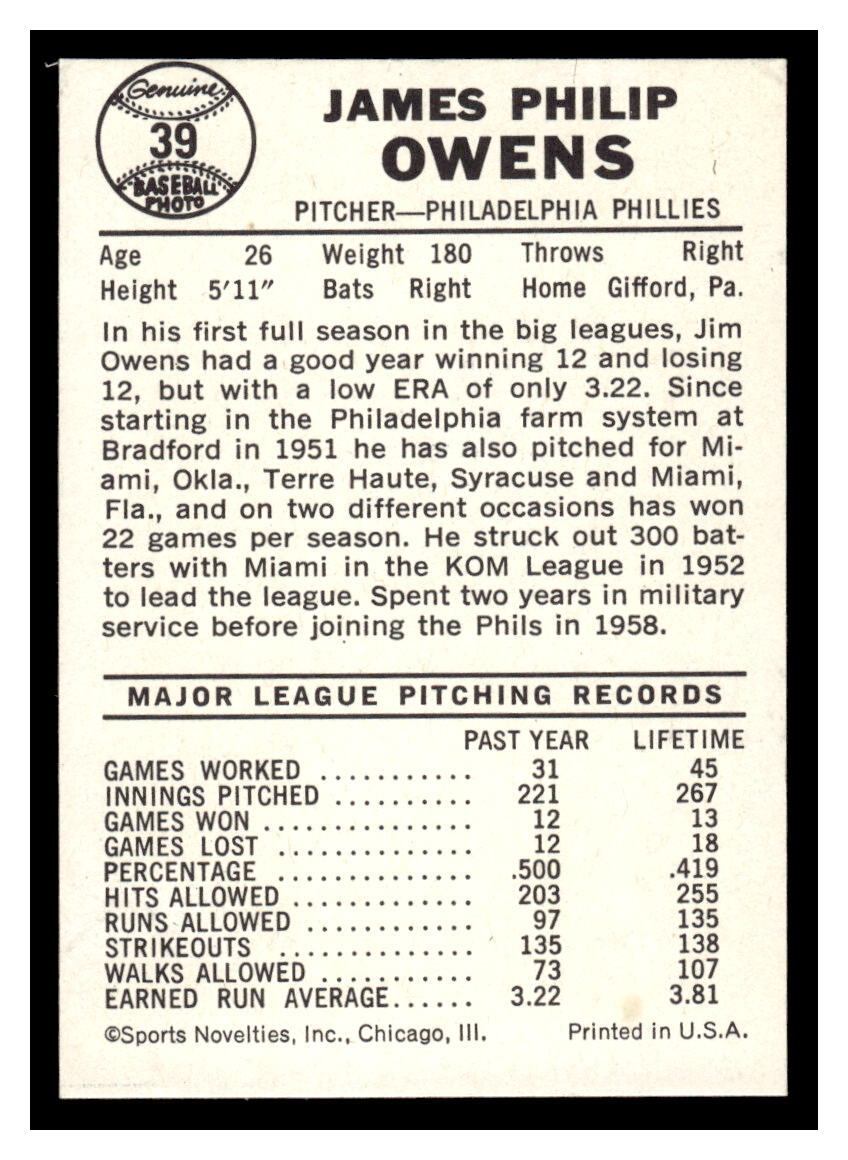 Genuine
39
BASEBALL
PHOTO
JAMES PHILIP
OWENS
PITCHER—PHILADELPHIA PHILLIES
Age 26 Weight 180 Throws Right
Height 5'11" Bats Right Home Gifford, Pa.
In his first full season in the big leagues, Jim
Owens had a good year winning 12 and losing
12, but with a low ERA of only 3.22. Since
starting in the Philadelphia farm system at
Bradford in 1951 he has also pitched for Mi-
ami, Okla., Terre Haute, Syracuse and Miami,
Fla., and on two different occasions has won
22 games per season. He struck out 300 bat-
ters with Miami in the KOM League in 1952
to lead the league. Spent two years in military
service before joining the Phils in 1958.
MAJOR LEAGUE PITCHING RECORDS
PAST YEAR LIFETIME
GAMES WORKED ........... 31 45
INNINGS PITCHED .......... 221 267
GAMES WON ............... 12 13
GAMES LOST .............. 12 18
PERCENTAGE .............. .500 .419
HITS ALLOWED ............. 203 255
RUNS ALLOWED ............ 97 135
STRIKEOUTS .............. 135 138
WALKS ALLOWED ........... 73 107
EARNED RUN AVERAGE...... 3.22 3.81
©Sports Novelties, Inc., Chicago, Ill. Printed in U.S.A.